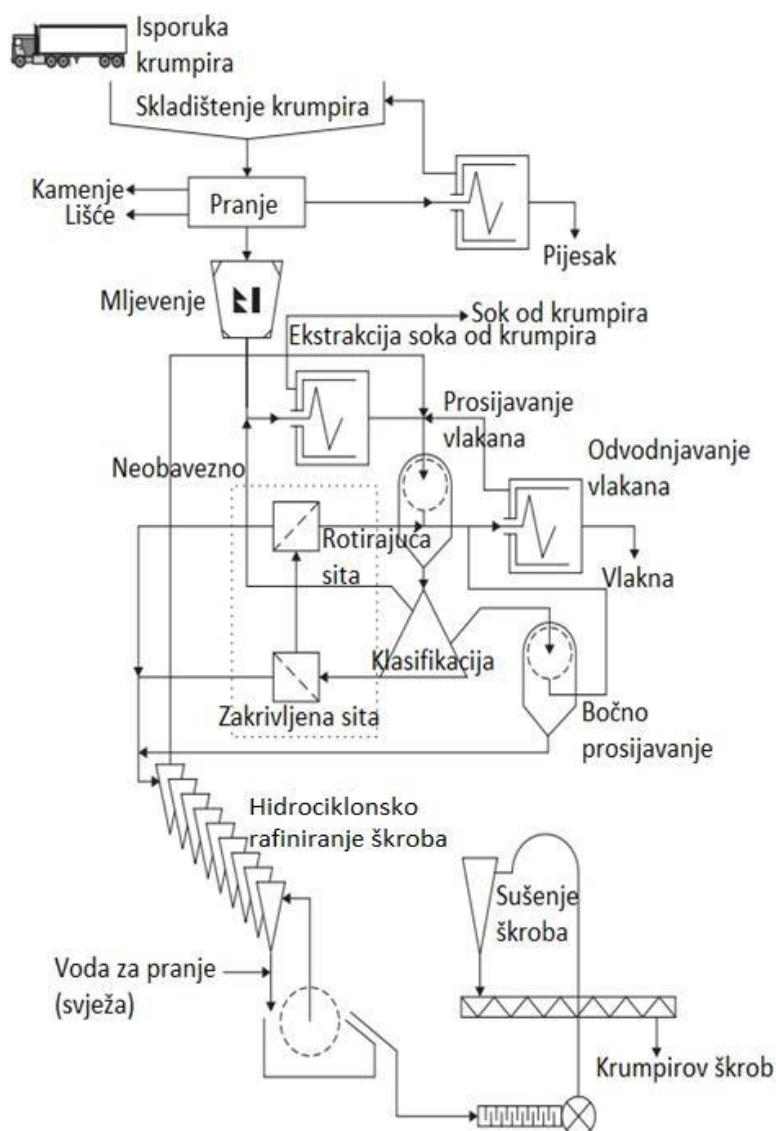 Isporuka
krumpira
Skladištenje krumpira
Kamenje
Lišće
Pranje
Pijesak
Mljevenje
Sok od krumpira
Ekstrakcija soka od krumpira
Prosijavanje
vlakana
Neobavezno
Odvodnjavanje
vlakana
Rotirajuća
sita
Vlakna
Klasifikacija
Zakrivljena sita
Bočno
prosijavanje
Hidrociklonsko
rafiniranje škroba
Sušenje
škroba
Voda za pranje
(svježa)
Krumpirov škrob